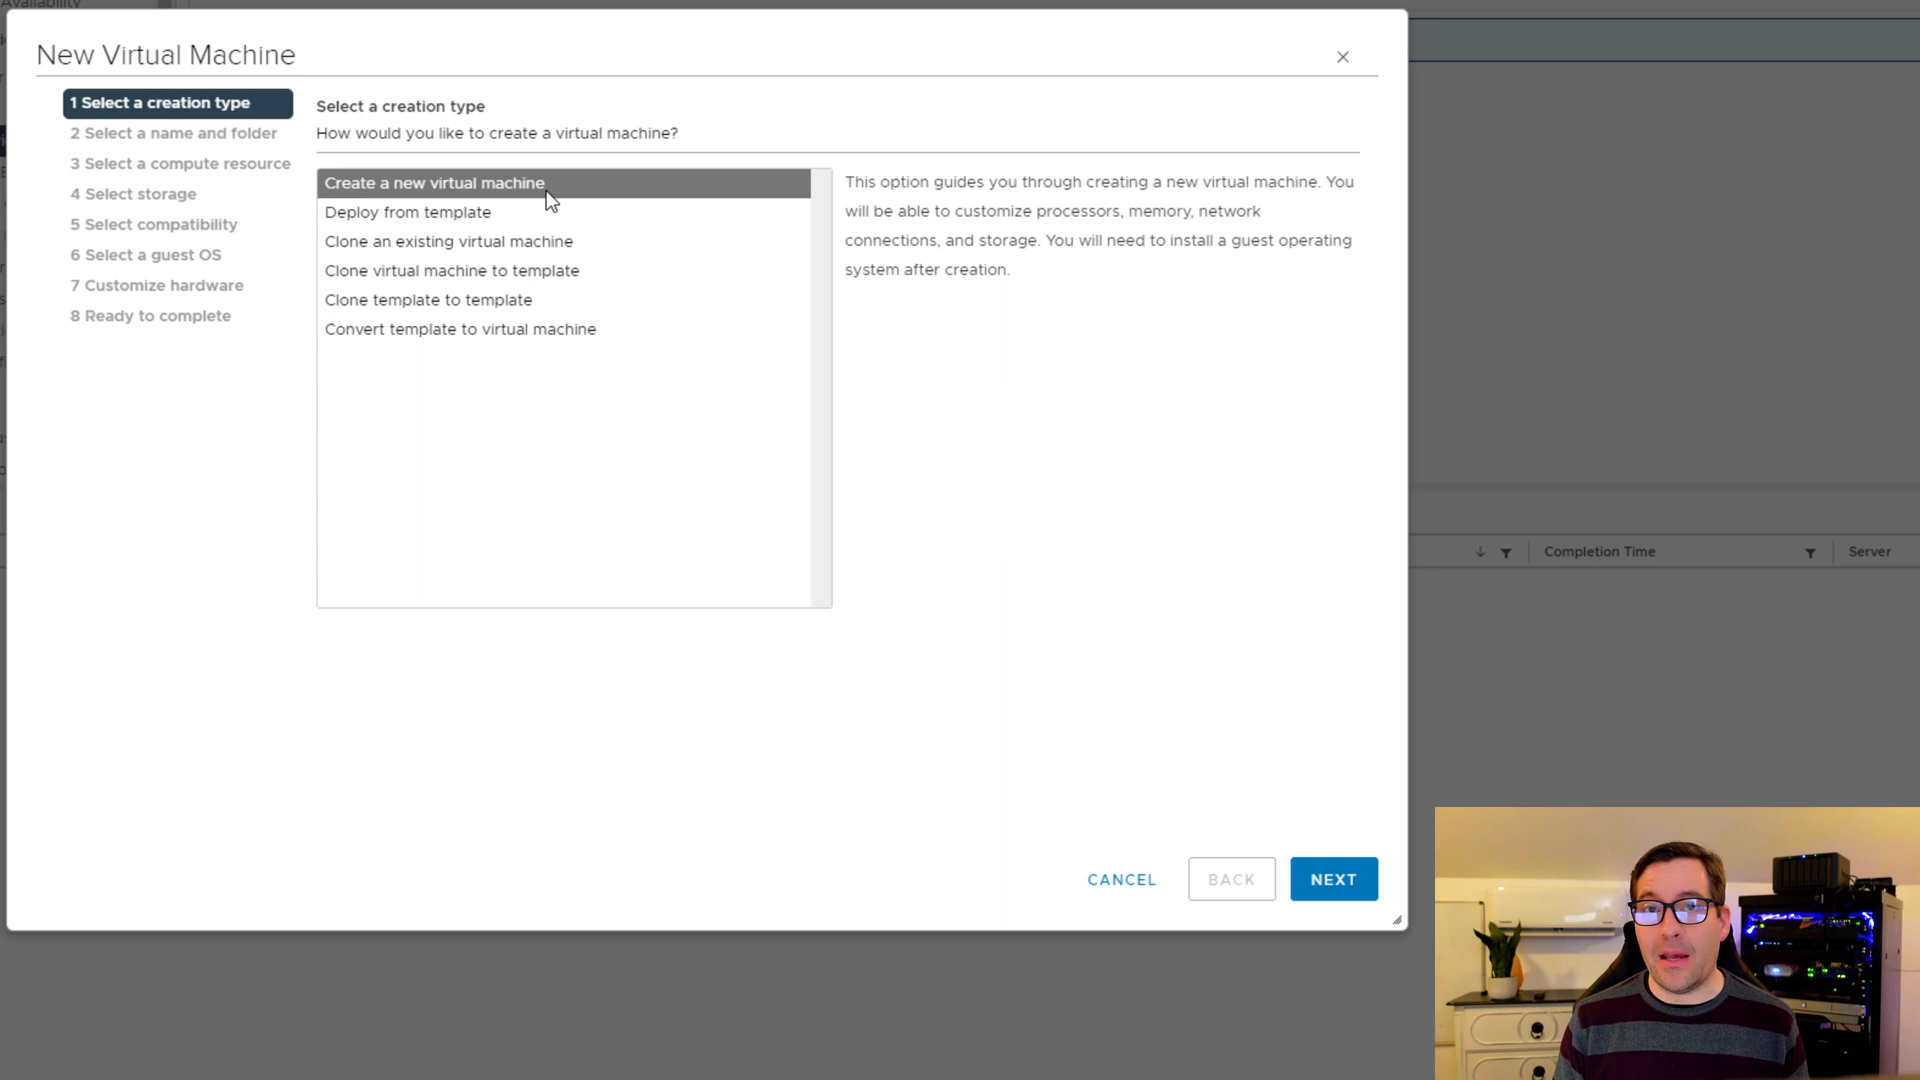 Availability
New Virtual Machine
1 Select a creation type
2 Select a name and folder
3 Select a compute resource
4 Select storage
5 Select compatibility
6 Select a guest OS
7 Customize hardware
8 Ready to complete
Select a creation type
How would you like to create a virtual machine?
Create a new virtual machine
Deploy from template
Clone an existing virtual machine
Clone virtual machine to template
Clone template to template
Convert template to virtual machine
This option guides you through creating a new virtual machine. You
will be able to customize processors, memory, network
connections, and storage. You will need to install a guest operating
system after creation.
Completion Time
Server
CANCEL
BACK
NEXT